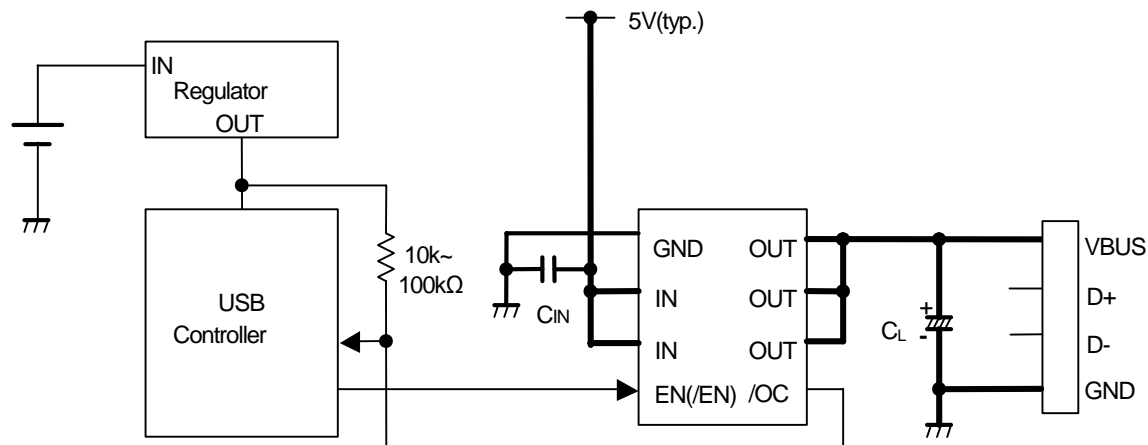 5V(typ.)
IN
Regulator
OUT
10k~
100kΩ
USB
Controller
CIN
GND
IN
IN
EN(/EN)
OUT
OUT
OUT
/OC
+
CL
-
VBUS
D+
D-
GND